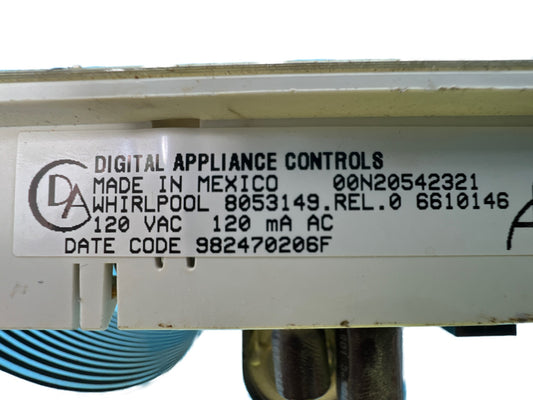 DIGITAL APPLIANCE CONTROLS
DA
MADE IN MEXICO 00N20542321
WHIRLPOOL 8053149.REL.0 6610146
120 VAC 120 mA AC
DATE CODE 982470206F